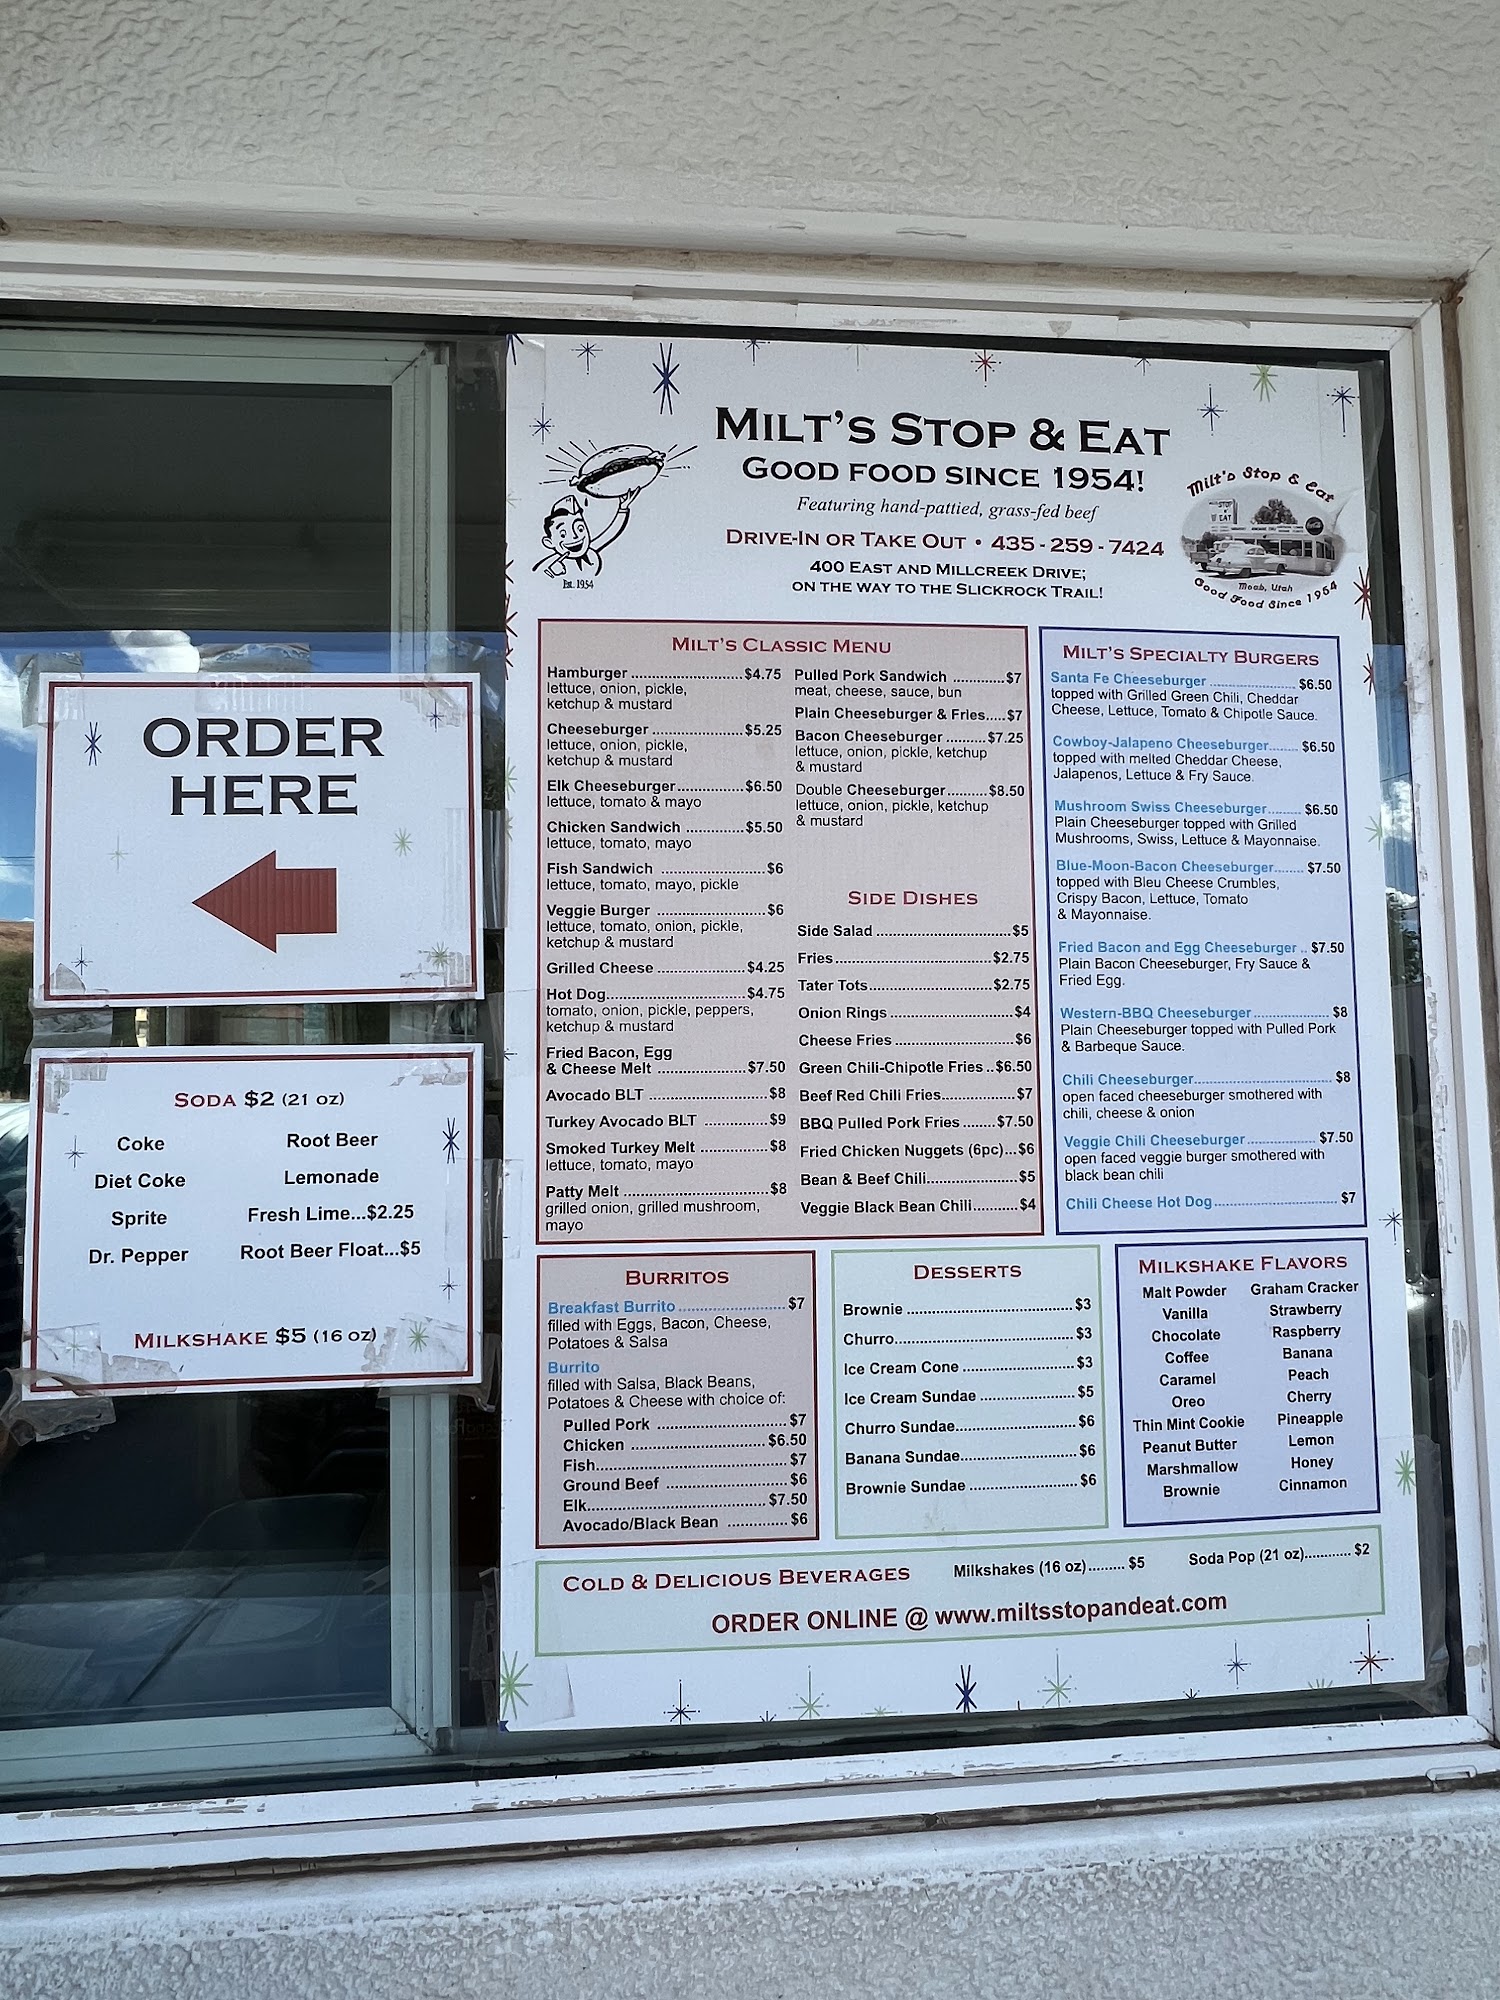 ORDER
HERE
SODA $2 (21 OZ)
Coke
Diet Coke
Sprite
Dr. Pepper
Root Beer
Lemonade
Fresh Lime...$2.25
Root Beer Float...$5
MILKSHAKE $5 (16 OZ)
MILT'S STOP & EAT
GOOD FOOD SINCE 1954!
Featuring hand-pattied, grass-fed beef
DRIVE-IN OR TAKE OUT • 435-259-7424
400 EAST AND MILLCREEK DRIVE;
ON THE WAY TO THE SLICKROCK TRAIL!
Est. 1954
Milt's Stop & Eat
STOP
EAT
Moab, Utah
Good Food Since 1954
MILT'S CLASSIC MENU
Hamburger ........................$4.75
lettuce, onion, pickle,
ketchup & mustard
Cheeseburger ....................$5.25
lettuce, onion, pickle,
ketchup & mustard
Elk Cheeseburger...............$6.50
lettuce, tomato & mayo
Chicken Sandwich .............$5.50
lettuce, tomato, mayo
Fish Sandwich .......................$6
lettuce, tomato, mayo, pickle
Veggie Burger ........................$6
lettuce, tomato, onion, pickle,
ketchup & mustard
Grilled Cheese ...................$4.25
Hot Dog..............................$4.75
tomato, onion, pickle, peppers,
ketchup & mustard
Fried Bacon, Egg
& Cheese Melt ...................$7.50
Avocado BLT ..........................$8
Turkey Avocado BLT ..............$9
Smoked Turkey Melt ..............$8
lettuce, tomato, mayo
Patty Melt ................................$8
grilled onion, grilled mushroom,
mayo
Pulled Pork Sandwich ...........$7
meat, cheese, sauce, bun
Plain Cheeseburger & Fries.....$7
Bacon Cheeseburger ..........$7.25
lettuce, onion, pickle, ketchup
& mustard
Double Cheeseburger..........$8.50
lettuce, onion, pickle, ketchup
& mustard
SIDE DISHES
Side Salad ................................$5
Fries......................................$2.75
Tater Tots..............................$2.75
Onion Rings ..............................$4
Cheese Fries .............................$6
Green Chili-Chipotle Fries..$6.50
Beef Red Chili Fries..................$7
BBQ Pulled Pork Fries ........$7.50
Fried Chicken Nuggets (6pc)...$6
Bean & Beef Chili......................$5
Veggie Black Bean Chili...........$4
MILT'S SPECIALTY BURGERS
Santa Fe Cheeseburger .................... $6.50
topped with Grilled Green Chili, Cheddar
Cheese, Lettuce, Tomato & Chipotle Sauce.
Cowboy-Jalapeno Cheeseburger....... $6.50
topped with melted Cheddar Cheese,
Jalapenos, Lettuce & Fry Sauce.
Mushroom Swiss Cheeseburger........ $6.50
Plain Cheeseburger topped with Grilled
Mushrooms, Swiss, Lettuce & Mayonnaise.
Blue-Moon-Bacon Cheeseburger....... $7.50
topped with Bleu Cheese Crumbles,
Crispy Bacon, Lettuce, Tomato
& Mayonnaise.
Fried Bacon and Egg Cheeseburger .. $7.50
Plain Bacon Cheeseburger, Fry Sauce &
Fried Egg.
Western-BBQ Cheeseburger .................. $8
Plain Cheeseburger topped with Pulled Pork
& Barbeque Sauce.
Chili Cheeseburger................................ $8
open faced cheeseburger smothered with
chili, cheese & onion
Veggie Chili Cheeseburger................ $7.50
open faced veggie burger smothered with
black bean chili
Chili Cheese Hot Dog............................. $7
BURRITOS
Breakfast Burrito ......................... $7
filled with Eggs, Bacon, Cheese,
Potatoes & Salsa
Burrito
filled with Salsa, Black Beans,
Potatoes & Cheese with choice of:
Pulled Pork ............................. $7
Chicken ............................... $6.50
Fish.......................................... $7
Ground Beef ........................... $6
Elk........................................ $7.50
Avocado/Black Bean .............. $6
DESSERTS
Brownie ....................................... $3
Churro.......................................... $3
Ice Cream Cone .......................... $3
Ice Cream Sundae ...................... $5
Churro Sundae............................ $6
Banana Sundae........................... $6
Brownie Sundae ......................... $6
MILKSHAKE FLAVORS
Malt Powder
Vanilla
Chocolate
Coffee
Caramel
Oreo
Thin Mint Cookie
Peanut Butter
Marshmallow
Brownie
Graham Cracker
Strawberry
Raspberry
Banana
Peach
Cherry
Pineapple
Lemon
Honey
Cinnamon
COLD & DELICIOUS BEVERAGES
Milkshakes (16 oz)......... $5
Soda Pop (21 oz)............ $2
ORDER ONLINE @ www.miltsstopandeat.com